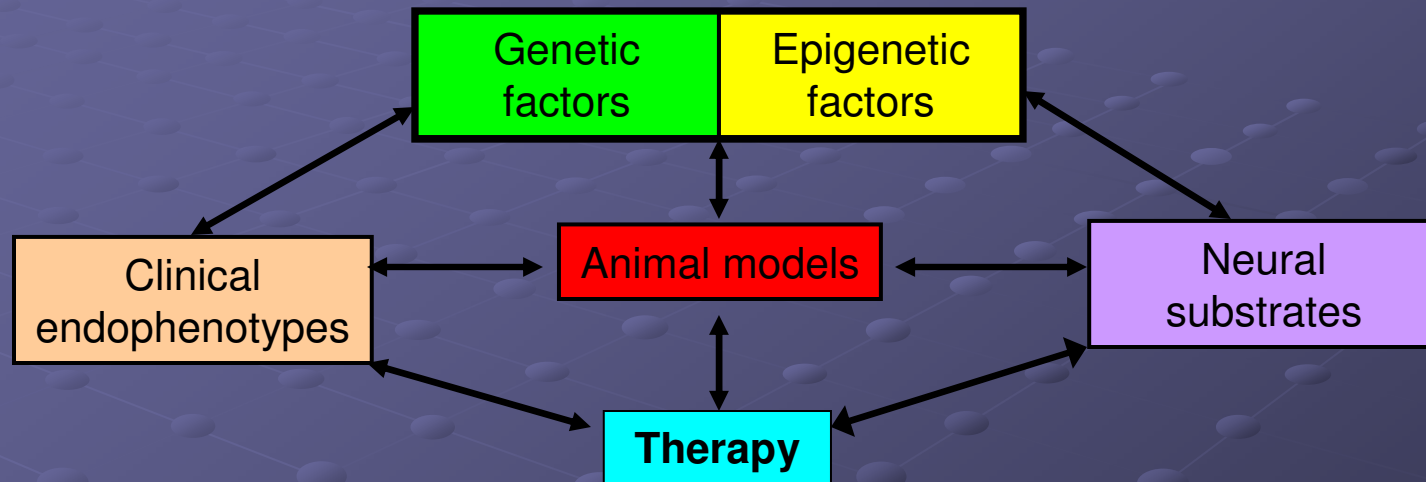 Genetic
factors
Epigenetic
factors
Animal models
Clinical
endophenotypes
Neural
substrates
Therapy